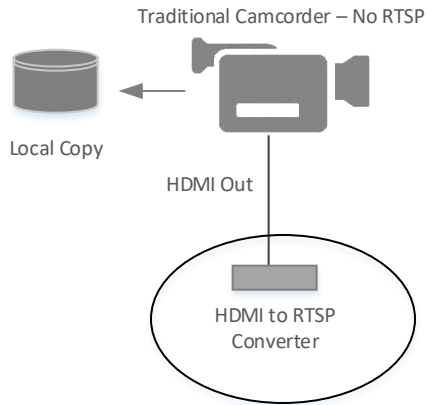 Traditional Camcorder – No RTSP
Local Copy
HDMI Out
HDMI to RTSP
Converter